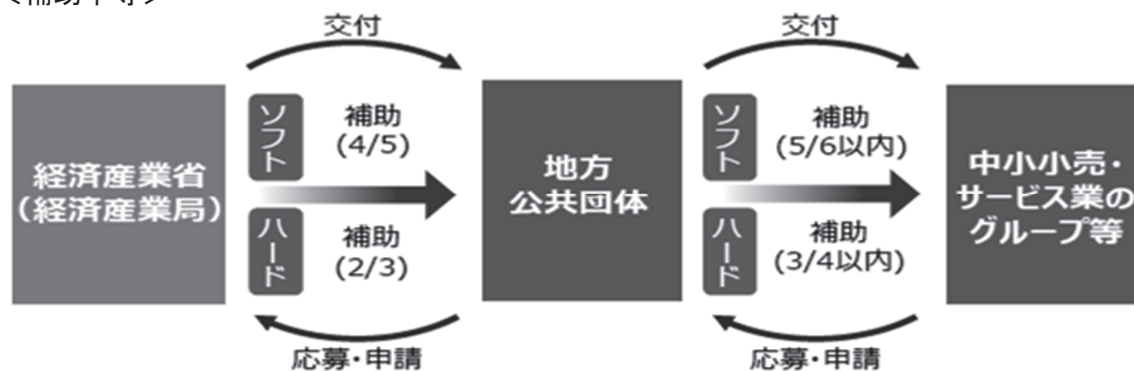 交付
交付
経済産業省
(経済産業局)
ソフト
補助
(4/5)
ハード
補助
(2/3)
地方
公共団体
ソフト
補助
(5/6以内)
ハード
補助
(3/4以内)
中小小売・
サービス業の
グループ等
応募・申請
応募・申請